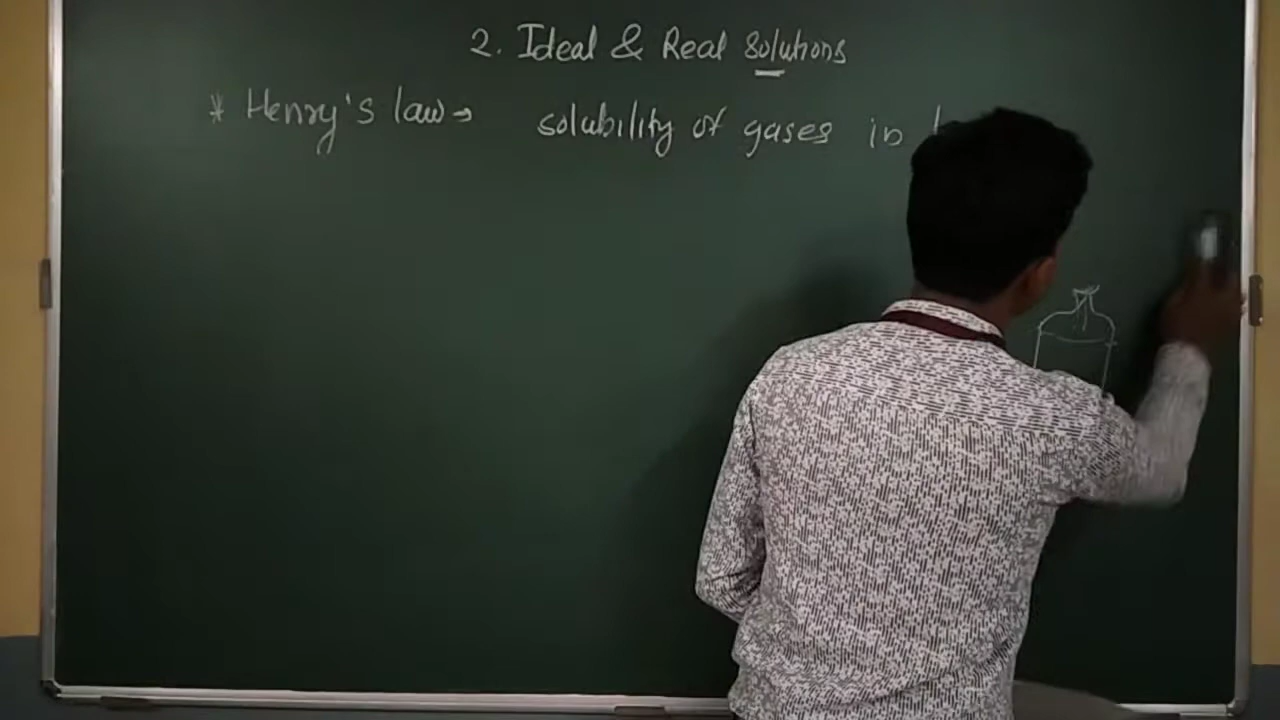 2. Ideal & Real Solutions
* Henry's law → solubility of gases in